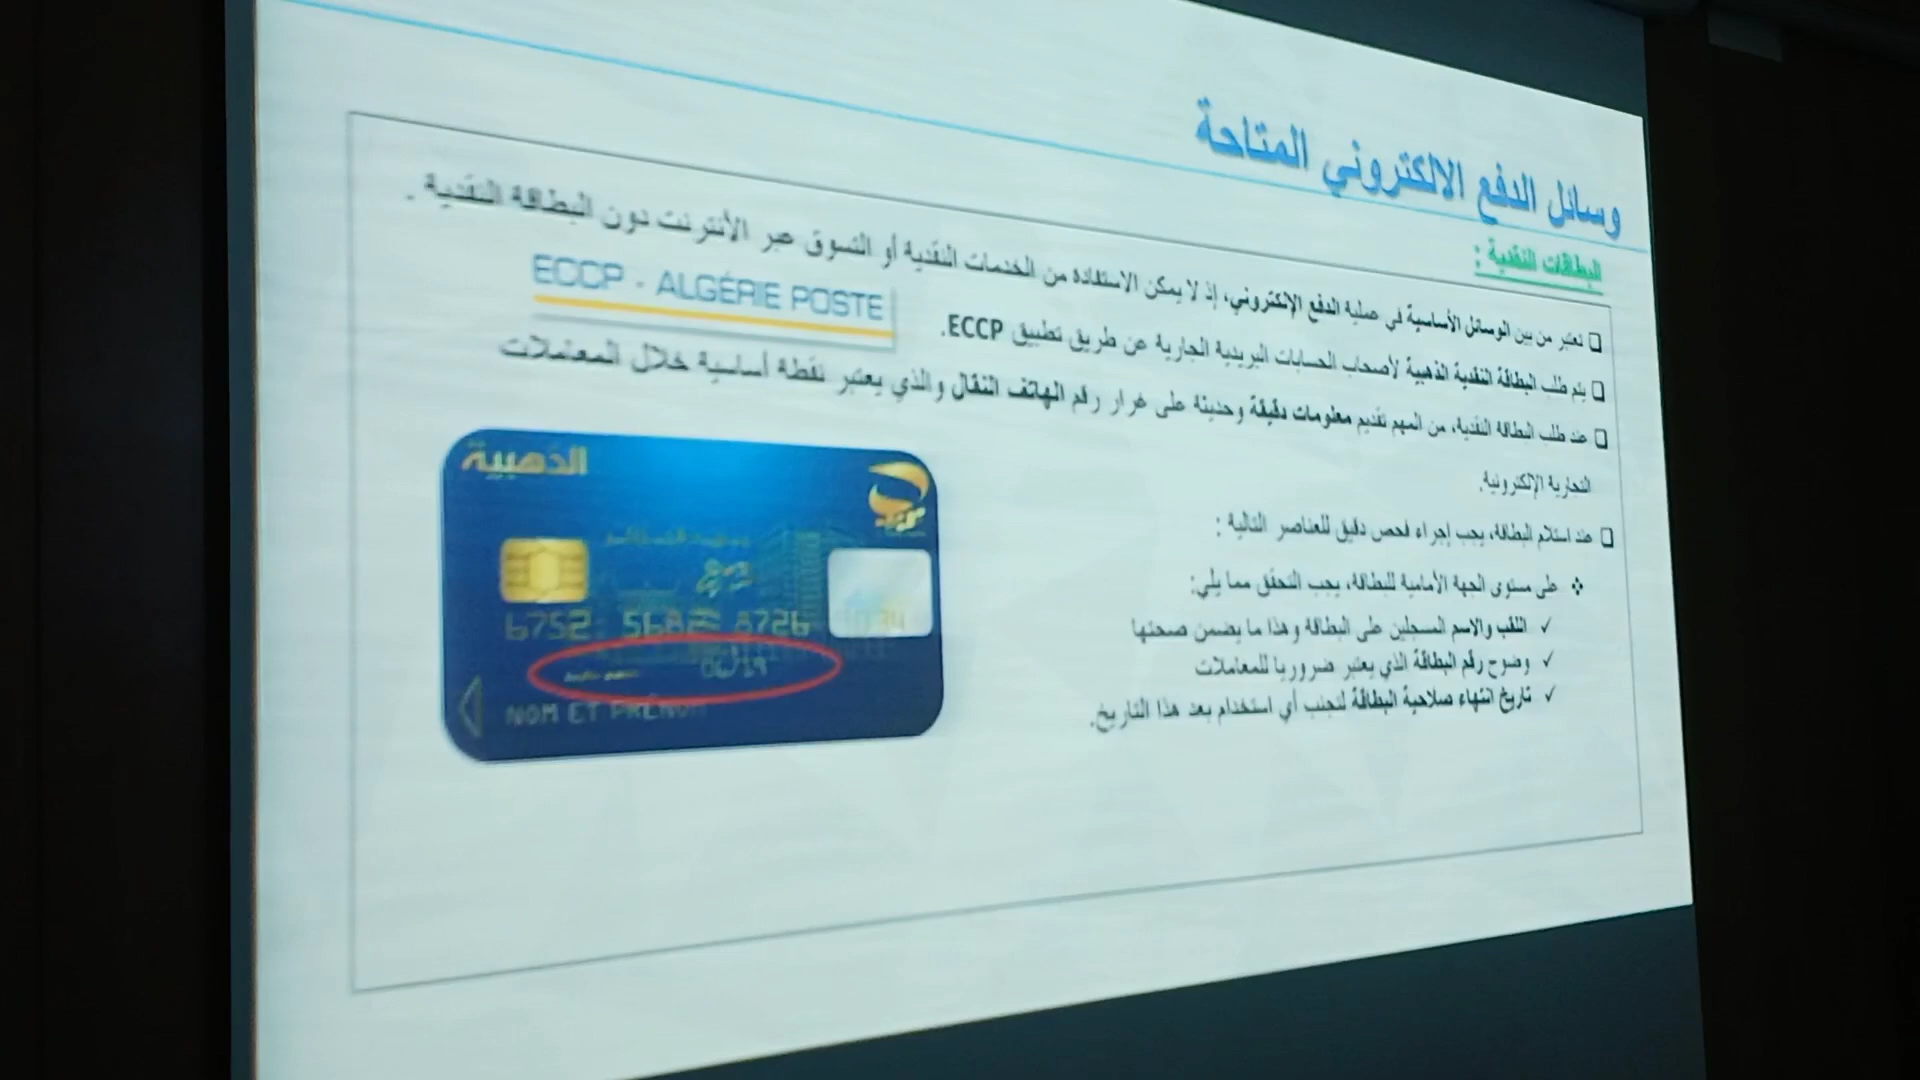 وسائل الدفع الالكتروني المتاحة
البطاقات النقدية :
❑ تعتبر من بين الوسائل الأساسية في عملية الدفع الإلكتروني، إذ لا يمكن الاستفادة من الخدمات النقدية أو التسوق عبر الأنترنت دون البطاقة النقدية .
❑ يتم طلب البطاقة النقدية الذهبية لأصحاب الحسابات البريدية الجارية عن طريق تطبيق ECCP.
ECCP - ALGÉRIE POSTE
❑ عند طلب البطاقة النقدية، من المهم تقديم معلومات دقيقة وحديثة على غرار رقم الهاتف النقال والذي يعتبر نقطة أساسية خلال المعاملات
التجارية الإلكترونية.
❑ عند استلام البطاقة، يجب إجراء فحص دقيق للعناصر التالية :
❖ على مستوى الجهة الأمامية للبطاقة، يجب التحقق مما يلي:
✓ اللقب والاسم المسجلين على البطاقة وهذا ما يضمن صحتها
✓ وضوح رقم البطاقة الذي يعتبر ضروريا للمعاملات
✓ تاريخ انتهاء صلاحية البطاقة لتجنب أي استخدام بعد هذا التاريخ.
الذهبية
6752 5682 8726
06/19
NOM ET PRÉNOM